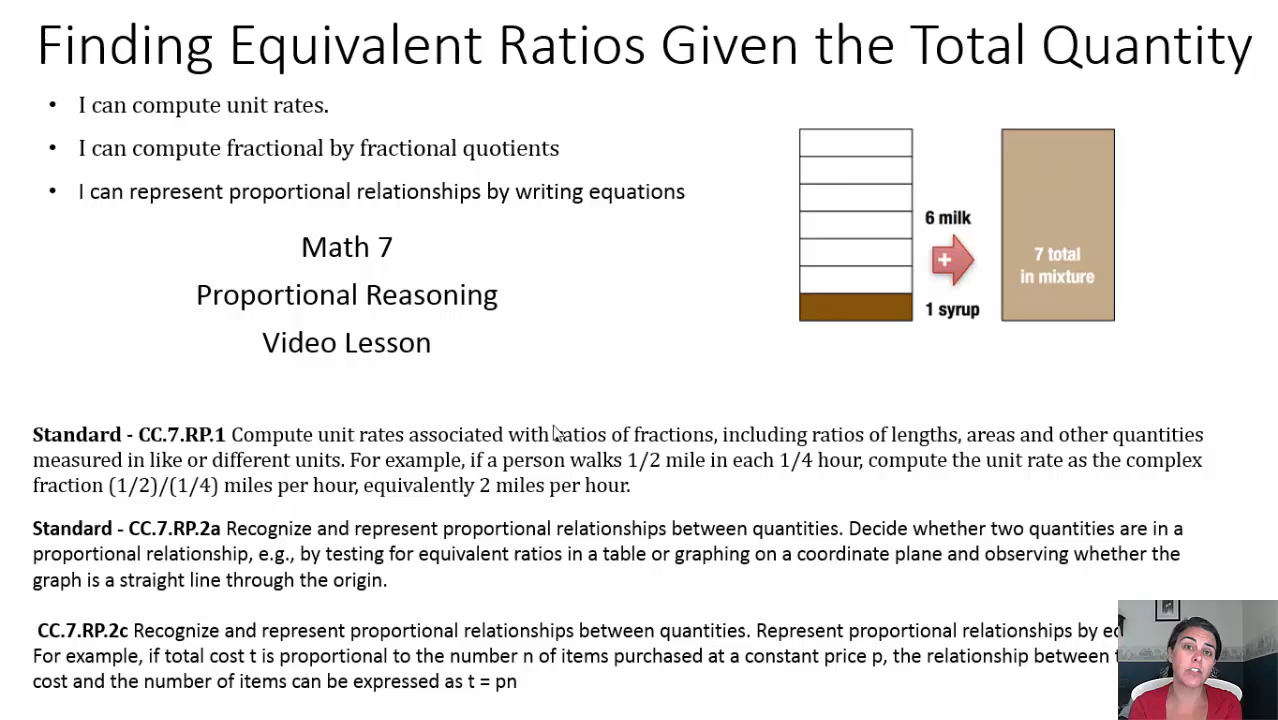 Finding Equivalent Ratios Given the Total Quantity
• I can compute unit rates.
• I can compute fractional by fractional quotients
• I can represent proportional relationships by writing equations
Math 7
Proportional Reasoning
Video Lesson
6 milk
+
1 syrup
7 total
in mixture
Standard - CC.7.RP.1 Compute unit rates associated with ratios of fractions, including ratios of lengths, areas and other quantities
measured in like or different units. For example, if a person walks 1/2 mile in each 1/4 hour, compute the unit rate as the complex
fraction (1/2)/(1/4) miles per hour, equivalently 2 miles per hour.
Standard - CC.7.RP.2a Recognize and represent proportional relationships between quantities. Decide whether two quantities are in a
proportional relationship, e.g., by testing for equivalent ratios in a table or graphing on a coordinate plane and observing whether the
graph is a straight line through the origin.
CC.7.RP.2c Recognize and represent proportional relationships between quantities. Represent proportional relationships by
For example, if total cost t is proportional to the number n of items purchased at a constant price p, the relationship between
cost and the number of items can be expressed as t = pn